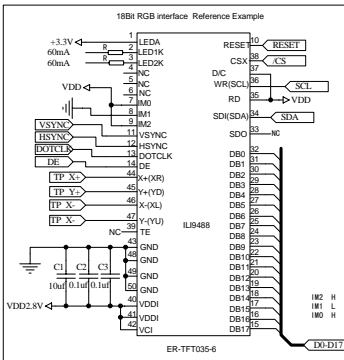 18Bit RGB interface Reference Example
+3.3V 1 LEDA
60mA R 2 LED1K
60mA R 3 LED2K
4 NC
5 NC
6 NC
VDD 7 IM0
8 IM1
9 IM2
VSYNC 11 VSYNC
HSYNC 12 HSYNC
DOTCLK 13 DOTCLK
DE 14 DE
TP X+ 44 X+(XR)
TP Y+ 45 Y+(YD)
TP X- 46 X-(XL)
TP X- 47 Y-(YU)
NC 39 TE
43 GND
48 GND
49 GND
50 GND
C1 C2 C3
10uf 0.1uf 0.1uf
VDD2.8V
40 VDDI
41 VDDI
42 VCI
RESET 10 RESET
CSX 38 /CS
D/C 37
WR(SCL) 36 SCL
RD 35 VDD
SDI(SDA) 34 SDA
SDO 33 NC
ILI9488
DB0 32
DB1 31
DB2 30
DB3 29
DB4 28
DB5 27
DB6 26
DB7 25
DB8 24
DB9 23
DB10 22
DB11 21
DB12 20
DB13 19
DB14 18
DB15 17
DB16 16
DB17 15
IM2 H
IM1 L
IM0 H
D0-D17
ER-TFT035-6